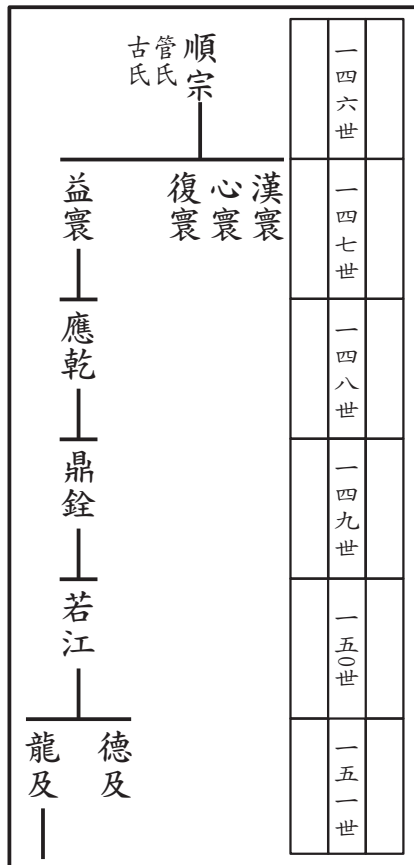 一四六世
順宗
管氏
古氏
一四七世
漢寰
心寰
復寰
益寰
一四八世
應乾
一四九世
鼎銓
一五〇世
若江
一五一世
德及
龍及